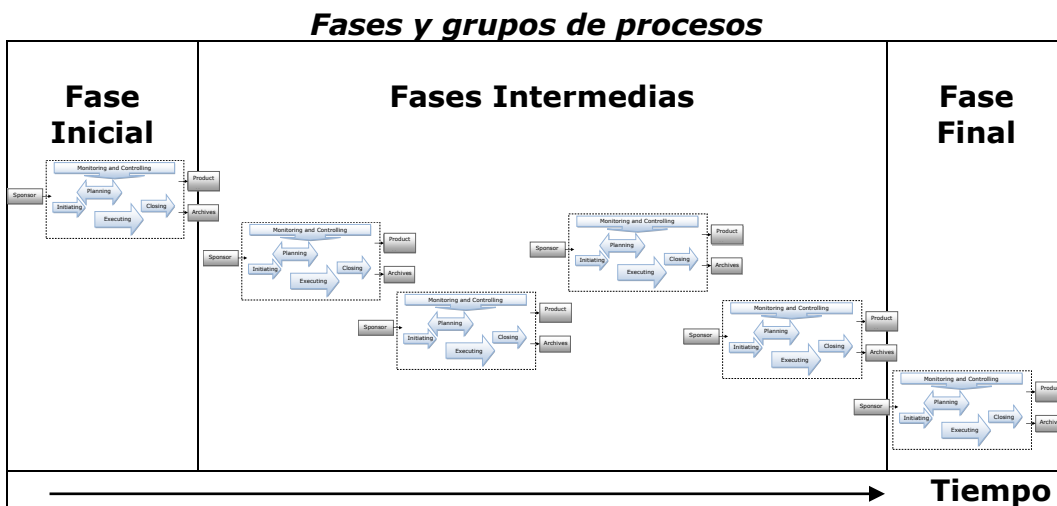 Fases y grupos de procesos
Fase
Inicial
Fases Intermedias
Fase
Final
Monitoring and Controlling
Sponsor
Planning
Initiating
Executing
Closing
Product
Archives
Monitoring and Controlling
Sponsor
Planning
Initiating
Executing
Closing
Product
Archives
Monitoring and Controlling
Sponsor
Planning
Initiating
Executing
Closing
Product
Archives
Monitoring and Controlling
Sponsor
Planning
Initiating
Executing
Closing
Product
Archives
Monitoring and Controlling
Sponsor
Planning
Initiating
Executing
Closing
Product
Archives
Monitoring and Controlling
Sponsor
Planning
Initiating
Executing
Closing
Product
Archive
Tiempo